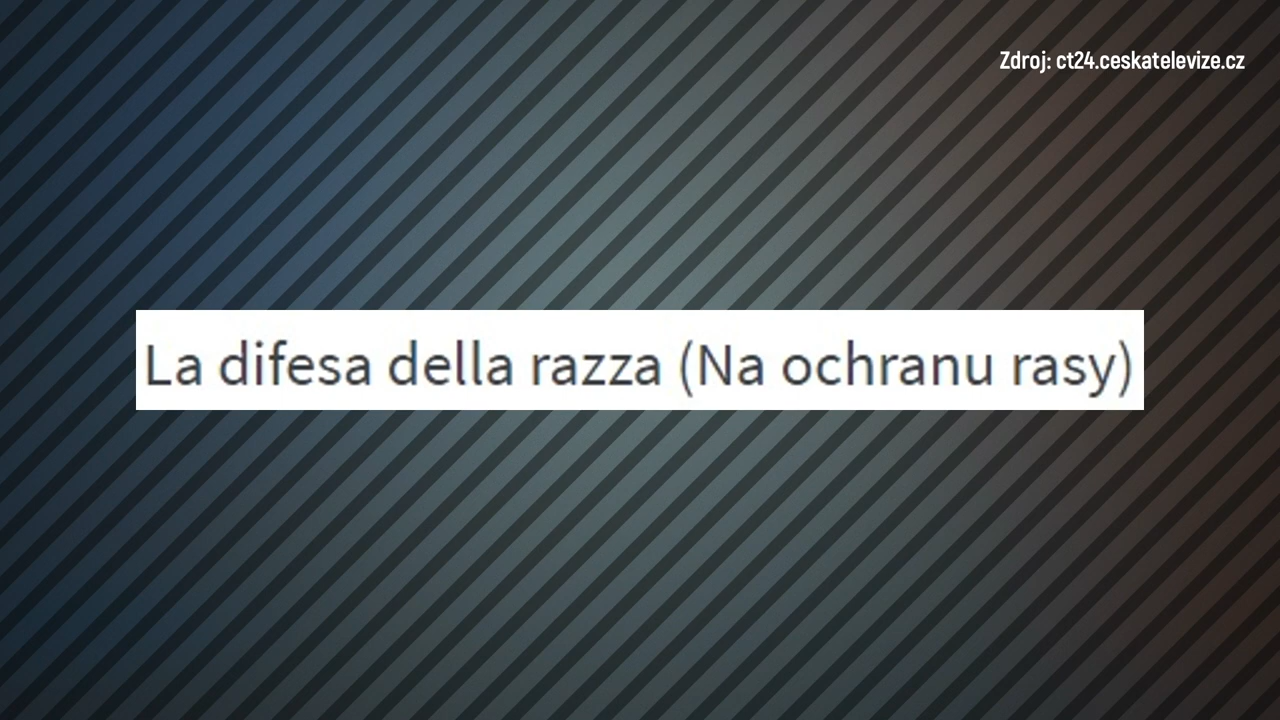 Zdroj: ct24.ceskatelevize.cz
La difesa della razza (Na ochranu rasy)